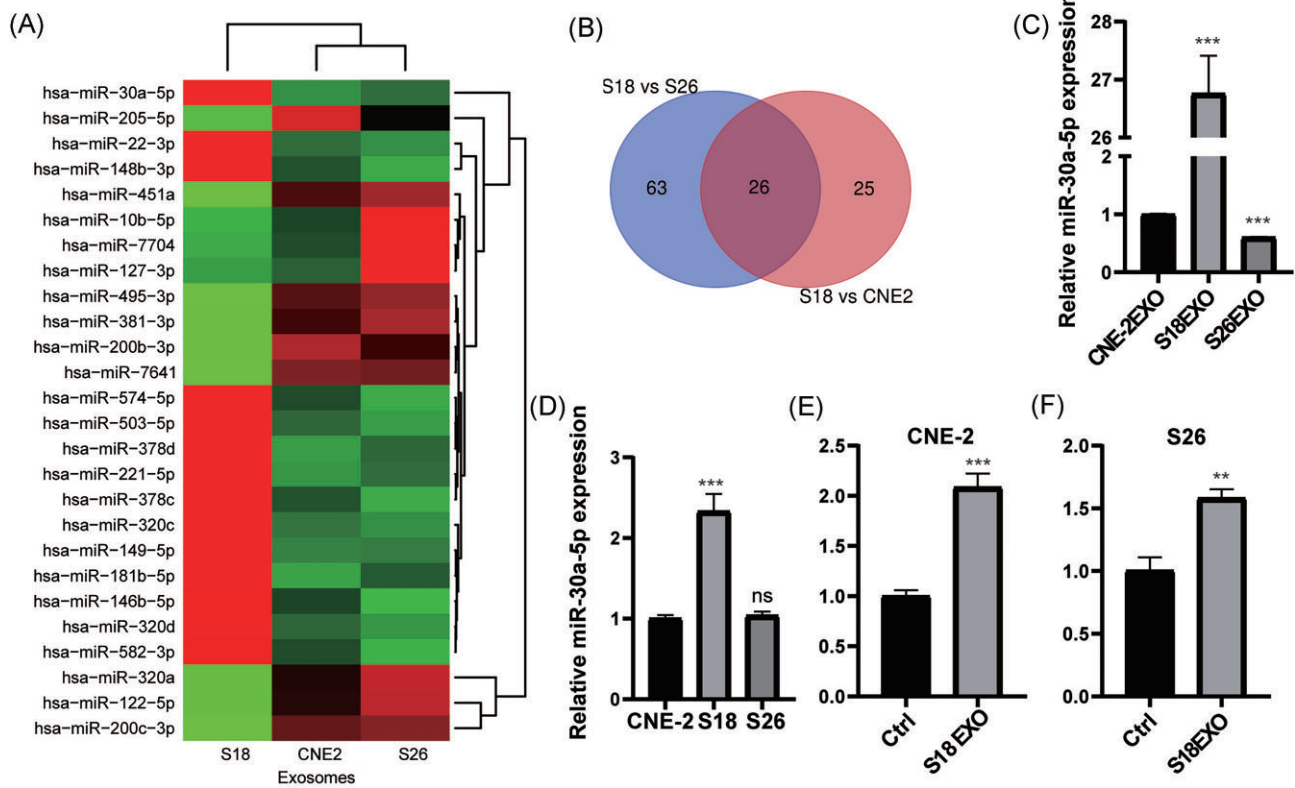 (A)
hsa−miR−30a−5p
hsa−miR−205−5p
hsa−miR−22−3p
hsa−miR−148b−3p
hsa−miR−451a
hsa−miR−10b−5p
hsa−miR−7704
hsa−miR−127−3p
hsa−miR−495−3p
hsa−miR−381−3p
hsa−miR−200b−3p
hsa−miR−7641
hsa−miR−574−5p
hsa−miR−503−5p
hsa−miR−378d
hsa−miR−221−5p
hsa−miR−378c
hsa−miR−320c
hsa−miR−149−5p
hsa−miR−181b−5p
hsa−miR−146b−5p
hsa−miR−320d
hsa−miR−582−3p
hsa−miR−320a
hsa−miR−122−5p
hsa−miR−200c−3p
S18 CNE2 S26
Exosomes
(B)
S18 vs S26
63 26 25
S18 vs CNE2
(C)
Relative miR-30a-5p expression
28
27
26
2
1
0
***
***
CNE-2EXO
S18EXO
S26EXO
(D)
Relative miR-30a-5p expression
3
2
1
0
***
ns
CNE-2 S18 S26
(E)
CNE-2
2.5
2.0
1.5
1.0
0.5
0.0
***
Ctrl
S18 EXO
(F)
S26
2.0
1.5
1.0
0.5
0.0
**
Ctrl
S18EXO